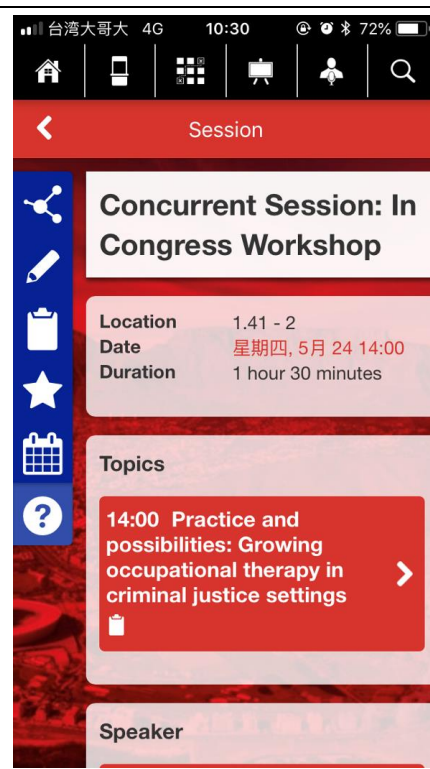 台湾大哥大 4G 10:30 72%
Session
Concurrent Session: In
Congress Workshop
Location 1.41 - 2
Date 星期四, 5月 24 14:00
Duration 1 hour 30 minutes
Topics
14:00 Practice and
possibilities: Growing
occupational therapy in
criminal justice settings
Speaker